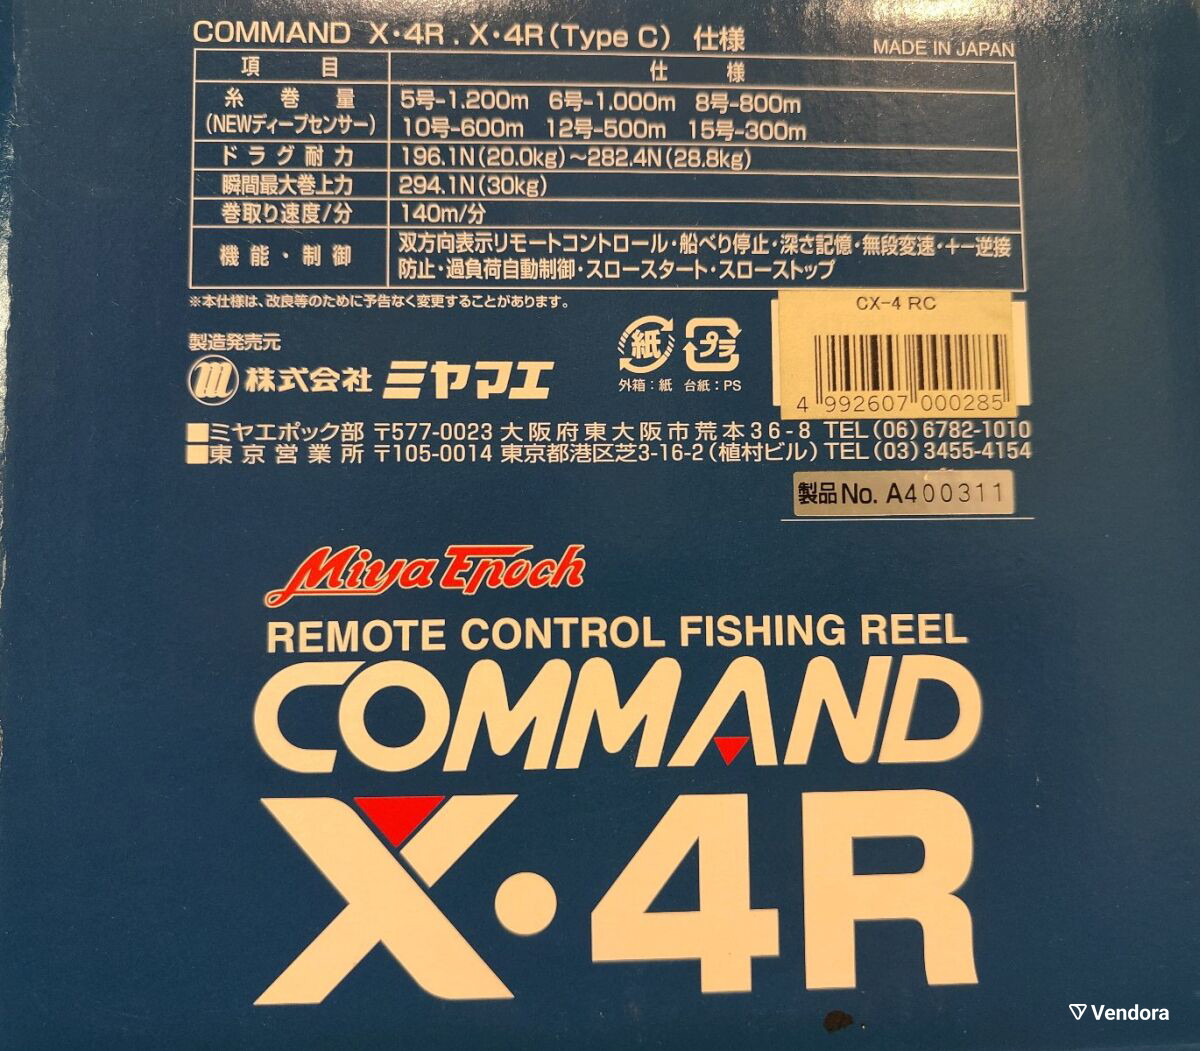 COMMAND X・4R . X・4R(Type C) 仕様
MADE IN JAPAN
項目 仕様
糸巻量 5号-1.200m 6号-1.000m 8号-800m
(NEWディープセンサー) 10号-600m 12号-500m 15号-300m
ドラグ耐力 196.1N(20.0kg)~282.4N(28.8kg)
瞬間最大巻上力 294.1N(30kg)
巻取り速度/分 140m/分
機能・制御 双方向表示リモートコントロール・船べり停止・深さ記憶・無段変速・+-逆接
防止・過負荷自動制御・スロースタート・スローストップ
※本仕様は、改良等のために予告なく変更することがあります。
製造発売元
m 株式会社 ミヤマエ
紙 プラ
外箱:紙 台紙:PS
CX-4 RC
4 992607 000285
■ミヤエポック部 〒577-0023 大阪府東大阪市荒本36-8 TEL(06)6782-1010
■東京営業所 〒105-0014 東京都港区芝3-16-2(植村ビル) TEL(03)3455-4154
製品No. A400311
Miya Epoch
REMOTE CONTROL FISHING REEL
COMMAND
X・4R
Vendora